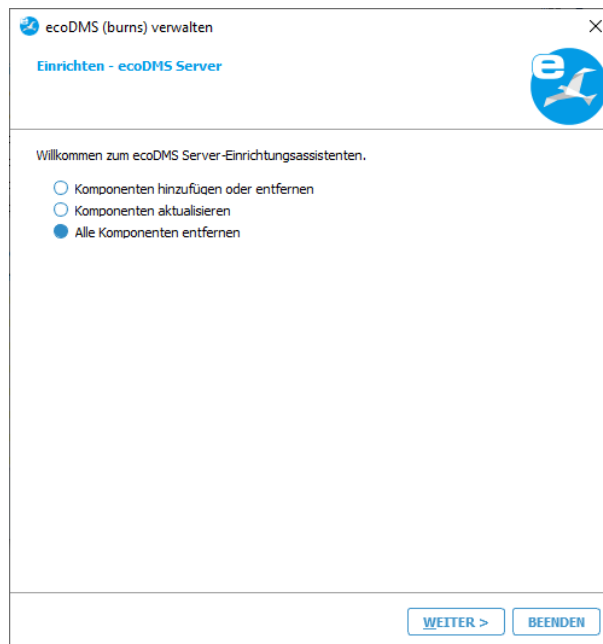 ecoDMS (burns) verwalten
Einrichten - ecoDMS Server
e
Willkommen zum ecoDMS Server-Einrichtungsassistenten.
Komponenten hinzufügen oder entfernen
Komponenten aktualisieren
Alle Komponenten entfernen
WEITER > BEENDEN